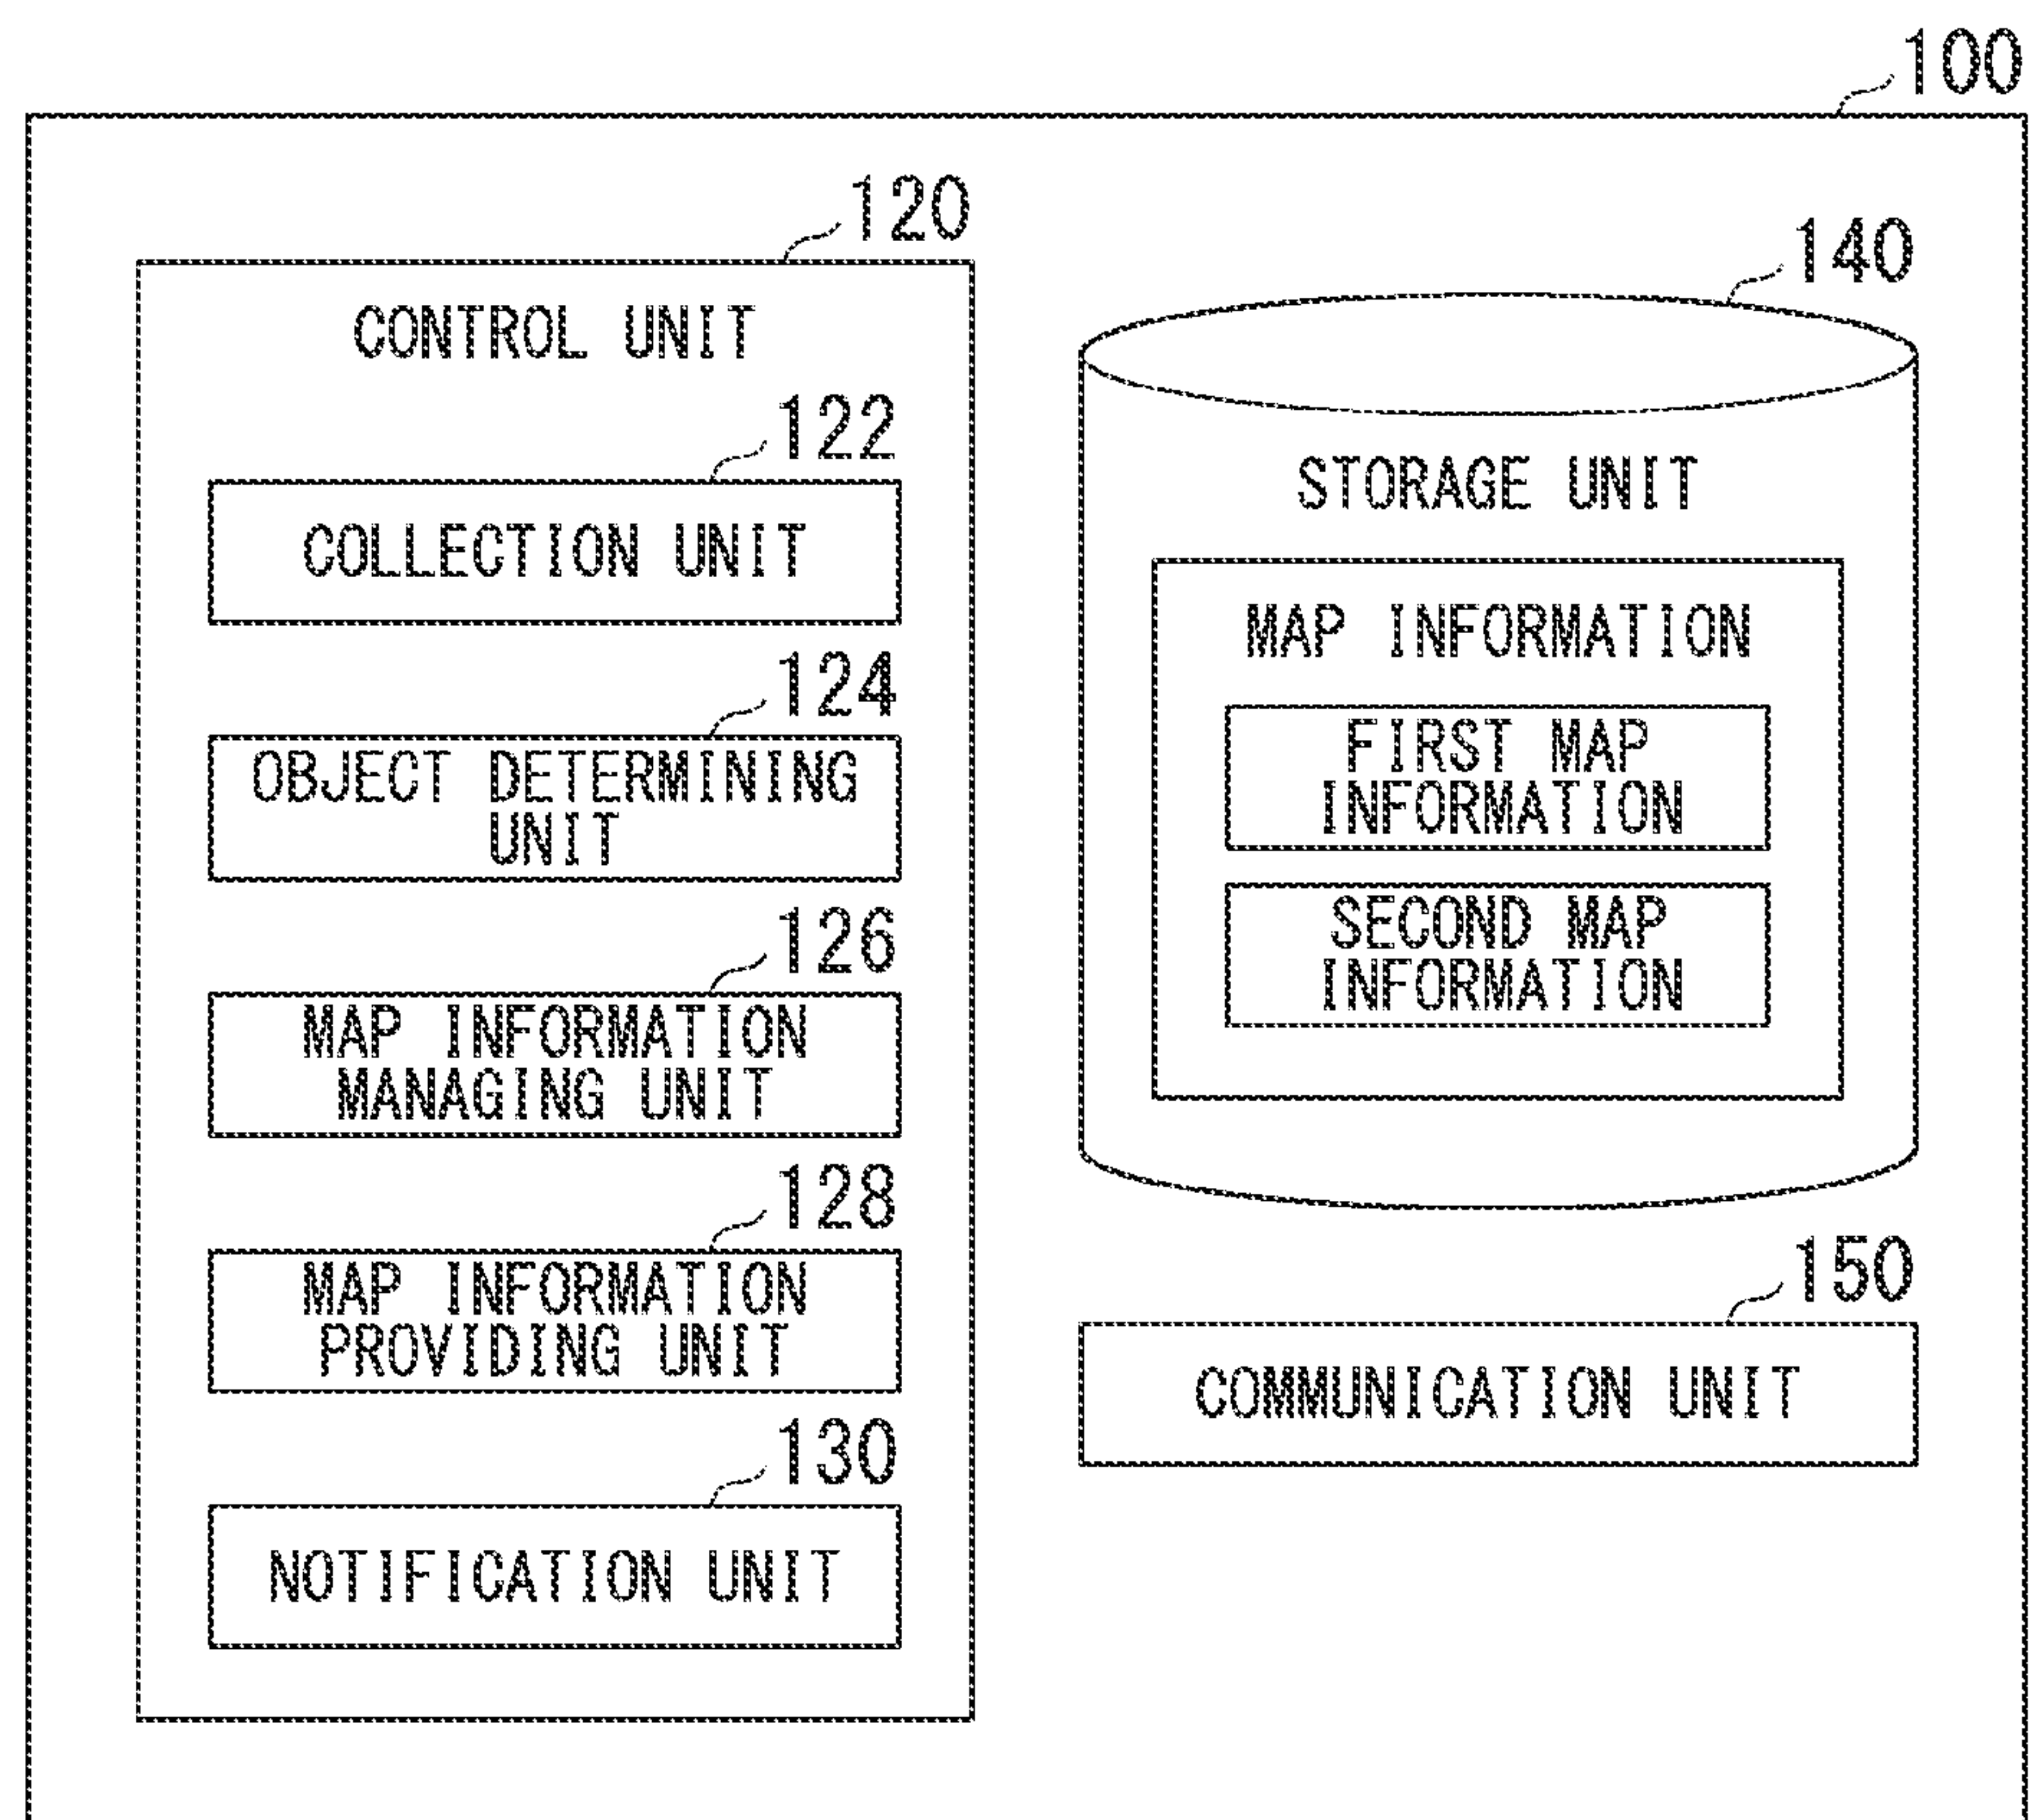 100
120
CONTROL UNIT
122
COLLECTION UNIT
124
OBJECT DETERMINING
UNIT
126
MAP INFORMATION
MANAGING UNIT
128
MAP INFORMATION
PROVIDING UNIT
130
NOTIFICATION UNIT
140
STORAGE UNIT
MAP INFORMATION
FIRST MAP
INFORMATION
SECOND MAP
INFORMATION
150
COMMUNICATION UNIT